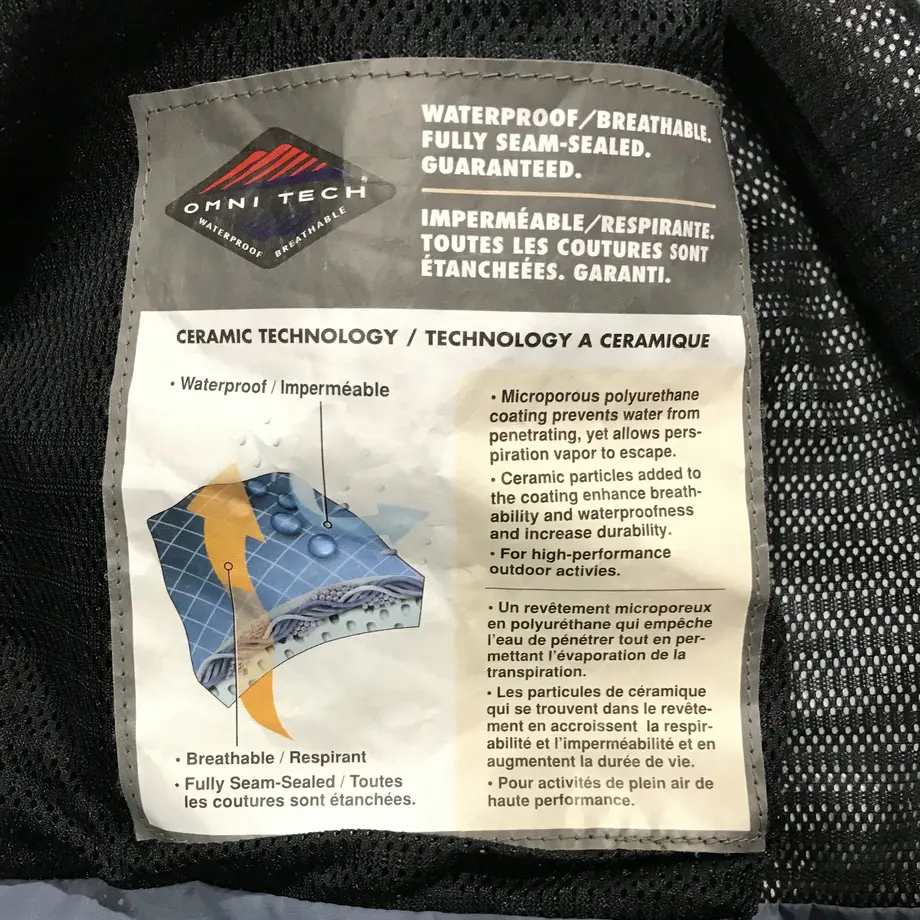 OMNI TECH®
WATERPROOF BREATHABLE
WATERPROOF/BREATHABLE.
FULLY SEAM-SEALED.
GUARANTEED.
IMPERMÉABLE/RESPIRANTE.
TOUTES LES COUTURES SONT
ÉTANCHEÉES. GARANTI.
CERAMIC TECHNOLOGY / TECHNOLOGY A CERAMIQUE
• Waterproof / Imperméable
• Breathable / Respirant
• Fully Seam-Sealed / Toutes
les coutures sont étanchées.
• Microporous polyurethane
coating prevents water from
penetrating, yet allows pers-
piration vapor to escape.
• Ceramic particles added to
the coating enhance breath-
ability and waterproofness
and increase durability.
• For high-performance
outdoor activies.
• Un revêtement microporeux
en polyuréthane qui empêche
l'eau de pénétrer tout en per-
mettant l'évaporation de la
transpiration.
• Les particules de céramique
qui se trouvent dans le revête-
ment en accroissent la respir-
abilité et l'imperméabilité et en
augmentent la durée de vie.
• Pour activités de plein air de
haute performance.